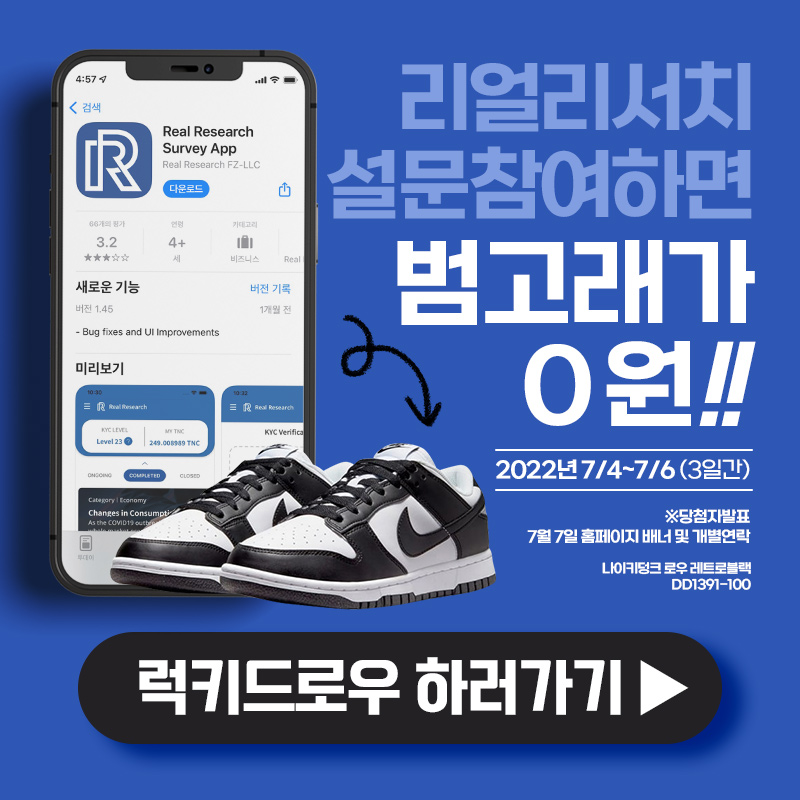 4:57
검색
Real Research
Survey App
Real Research FZ-LLC
다운로드
66개의 평가
연령
카테고리
3.2
4+
★★★☆☆
세
비즈니스
Real
새로운 기능
버전 기록
버전 1.45
1개월 전
- Bug fixes and UI Improvements
미리보기
Real Research
Real Research
KYC LEVEL
MY TNC
Level 23
249.008989 TNC
KYC Verifica
ONGOING
COMPLETED
CLOSED
Category | Economy
Changes in Consumpti
As the COVID19 outbr
투데이
리얼리서치
설문참여하면
범고래가
0원!!
2022년 7/4~7/6 (3일간)
※당첨자발표
7월 7일 홈페이지 배너 및 개별연락
나이키덩크 로우 레트로블랙
DD1391-100
럭키드로우 하러가기 ▶